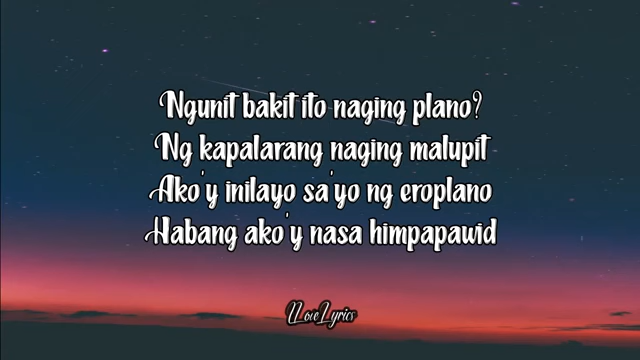 Ngunit bakit ito naging plano?
Ng kapalarang naging malupit
Ako'y inilayo sa'yo ng eroplano
Habang ako'y nasa himpapawid
LLoveLyrics